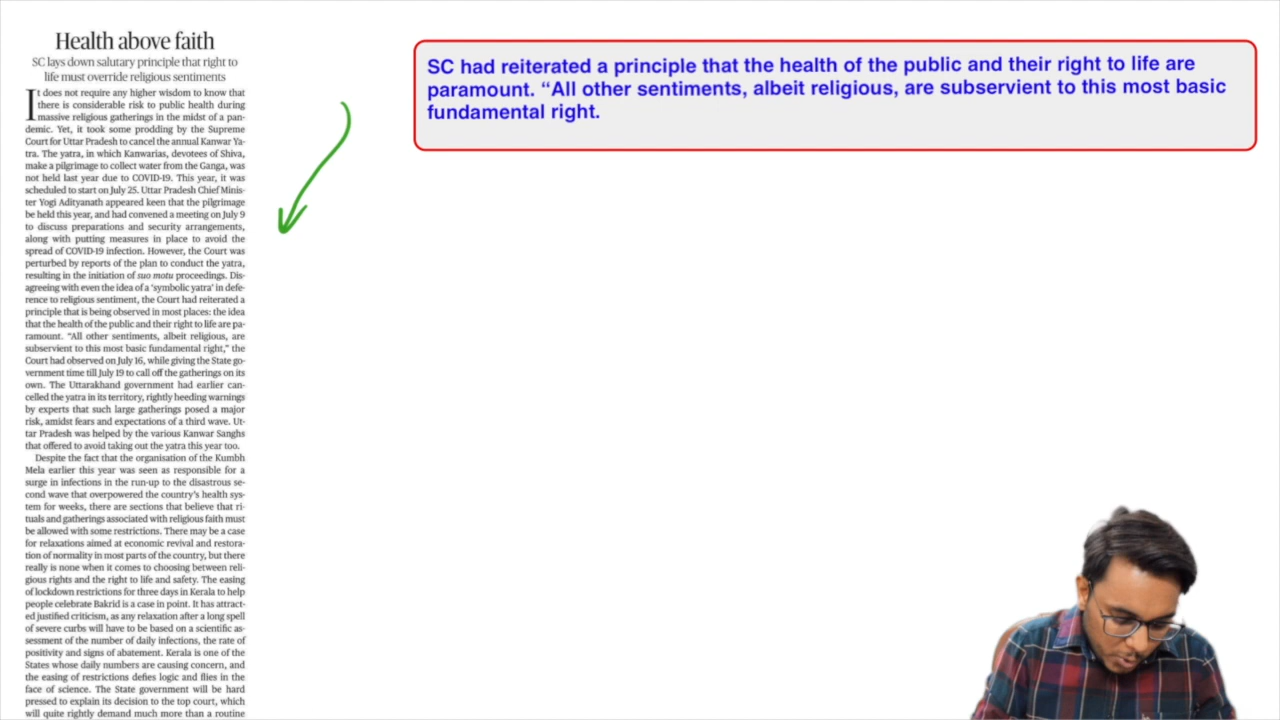 Health above faith
SC lays down salutary principle that right to
life must override religious sentiments
It does not require any higher wisdom to know that
there is considerable risk to public health during
massive religious gatherings in the midst of a pan-
demic. Yet, it took some prodding by the Supreme
Court for Uttar Pradesh to cancel the annual Kanwar Ya-
tra. The yatra, in which Kanwarias, devotees of Shiva,
make a pilgrimage to collect water from the Ganga, was
not held last year due to COVID-19. This year, it was
scheduled to start on July 25. Uttar Pradesh Chief Minis-
ter Yogi Adityanath appeared keen that the pilgrimage
be held this year, and had convened a meeting on July 9
to discuss preparations and security arrangements,
along with putting measures in place to avoid the
spread of COVID-19 infection. However, the Court was
perturbed by reports of the plan to conduct the yatra,
resulting in the initiation of suo motu proceedings. Dis-
agreeing with even the idea of a ‘symbolic yatra’ in defe-
rence to religious sentiment, the Court had reiterated a
principle that is being observed in most places: the idea
that the health of the public and their right to life are pa-
ramount. “All other sentiments, albeit religious, are
subservient to this most basic fundamental right,” the
Court had observed on July 16, while giving the State go-
vernment time till July 19 to call off the gatherings on its
own. The Uttarakhand government had earlier can-
celled the yatra in its territory, rightly heeding warnings
by experts that such large gatherings posed a major
risk, amidst fears and expectations of a third wave. Ut-
tar Pradesh was helped by the various Kanwar Sanghs
that offered to avoid taking out the yatra this year too.
Despite the fact that the organisation of the Kumbh
Mela earlier this year was seen as responsible for a
surge in infections in the run-up to the disastrous se-
cond wave that overpowered the country’s health sys-
tem for weeks, there are sections that believe that ri-
tuals and gatherings associated with religious faith must
be allowed with some restrictions. There may be a case
for relaxations aimed at economic revival and restora-
tion of normality in most parts of the country, but there
really is none when it comes to choosing between reli-
gious rights and the right to life and safety. The easing
of lockdown restrictions for three days in Kerala to help
people celebrate Bakrid is a case in point. It has attract-
ed justified criticism, as any relaxation after a long spell
of severe curbs will have to be based on a scientific as-
sessment of the number of daily infections, the rate of
positivity and signs of abatement. Kerala is one of the
States whose daily numbers are causing concern, and
the easing of restrictions defies logic and flies in the
face of science. The State government will be hard
pressed to explain its decision to the top court, which
will quite rightly demand much more than a routine
SC had reiterated a principle that the health of the public and their right to life are
paramount. “All other sentiments, albeit religious, are subservient to this most basic
fundamental right.